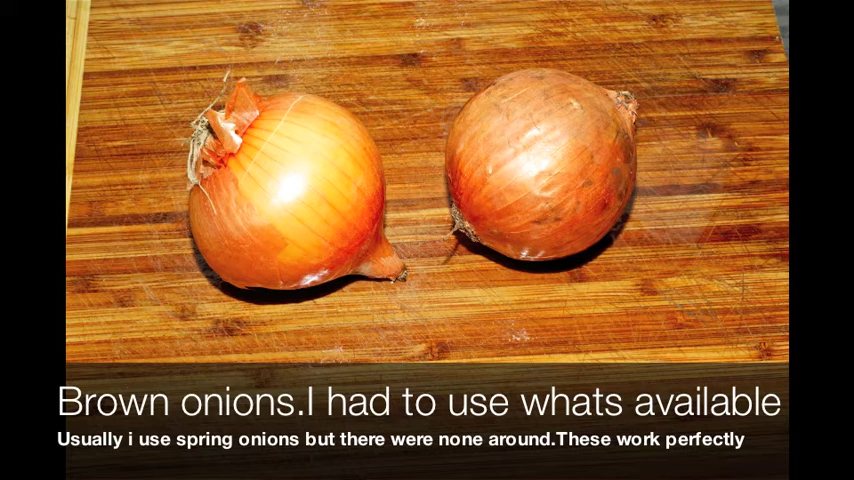 Brown onions.I had to use whats available
Usually i use spring onions but there were none around.These work perfectly